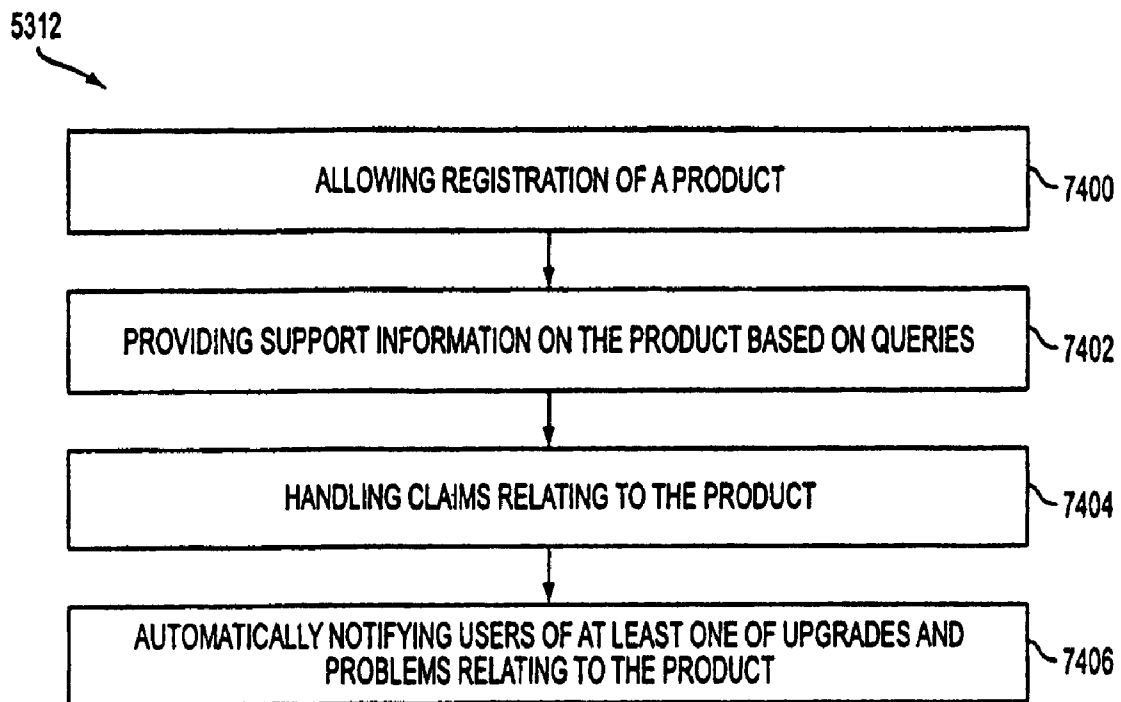 5312
ALLOWING REGISTRATION OF A PRODUCT
7400
PROVIDING SUPPORT INFORMATION ON THE PRODUCT BASED ON QUERIES
7402
HANDLING CLAIMS RELATING TO THE PRODUCT
7404
AUTOMATICALLY NOTIFYING USERS OF AT LEAST ONE OF UPGRADES AND
PROBLEMS RELATING TO THE PRODUCT
7406